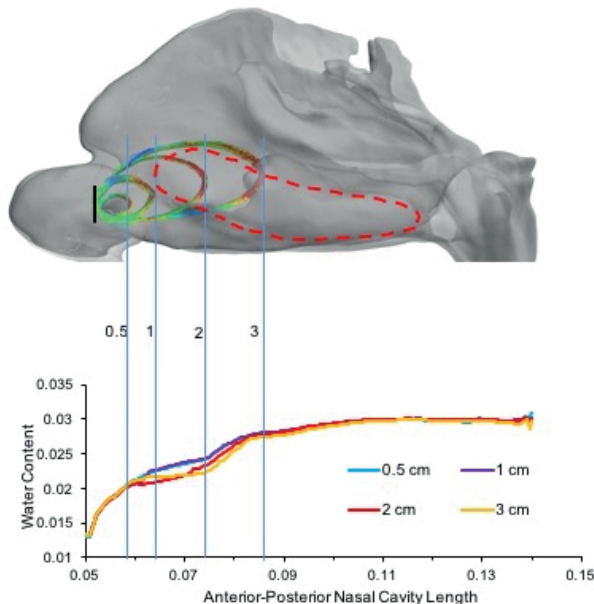 0.5 1 2 3
0.035
0.03
0.025
0.02
0.015
0.01
Water Content
0.5 cm 1 cm
2 cm 3 cm
0.05 0.07 0.09 0.11 0.13 0.15
Anterior-Posterior Nasal Cavity Length